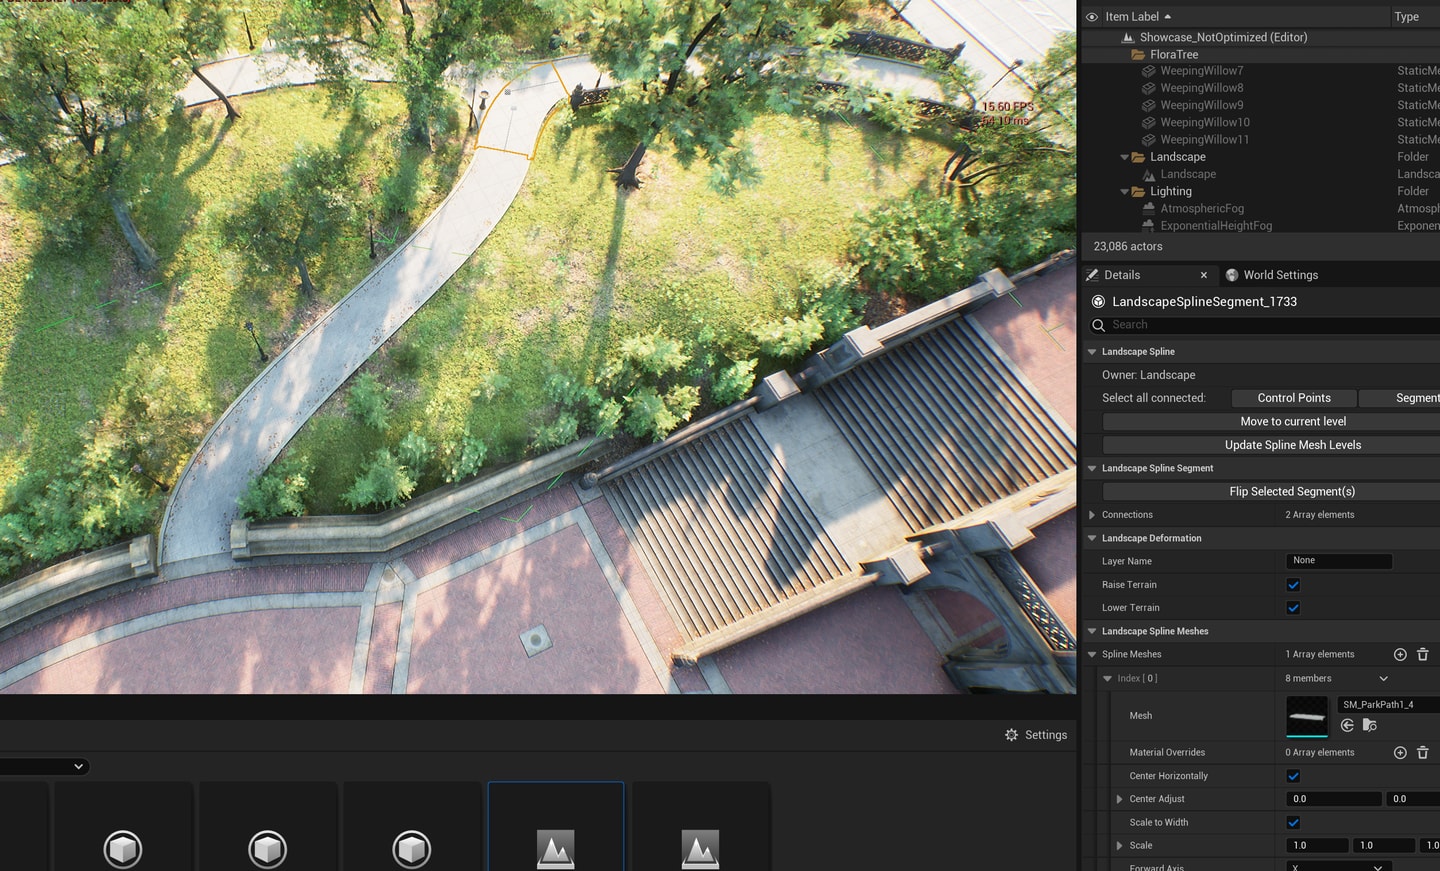 Item Label
Type
Showcase_NotOptimized (Editor)
FloraTree
WeepingWillow7
StaticMe
WeepingWillow8
StaticMe
WeepingWillow9
StaticMe
WeepingWillow10
StaticMe
WeepingWillow11
StaticMe
Landscape
Folder
Landscape
Landsca
Lighting
Folder
AtmosphericFog
Atmosph
ExponentialHeightFog
Exponen
23,086 actors
15.60 FPS
64.10 ms
Details
World Settings
LandscapeSplineSegment_1733
Search
Landscape Spline
Owner: Landscape
Select all connected:
Control Points
Segment
Move to current level
Update Spline Mesh Levels
Landscape Spline Segment
Flip Selected Segment(s)
Connections
2 Array elements
Landscape Deformation
Layer Name
None
Raise Terrain
Lower Terrain
Landscape Spline Meshes
Spline Meshes
1 Array elements
Index [ 0 ]
8 members
Mesh
SM_ParkPath1_4
Material Overrides
0 Array elements
Center Horizontally
Center Adjust
0.0
0.0
Scale to Width
Scale
1.0
1.0
1.0
Forward Axis
X
Settings